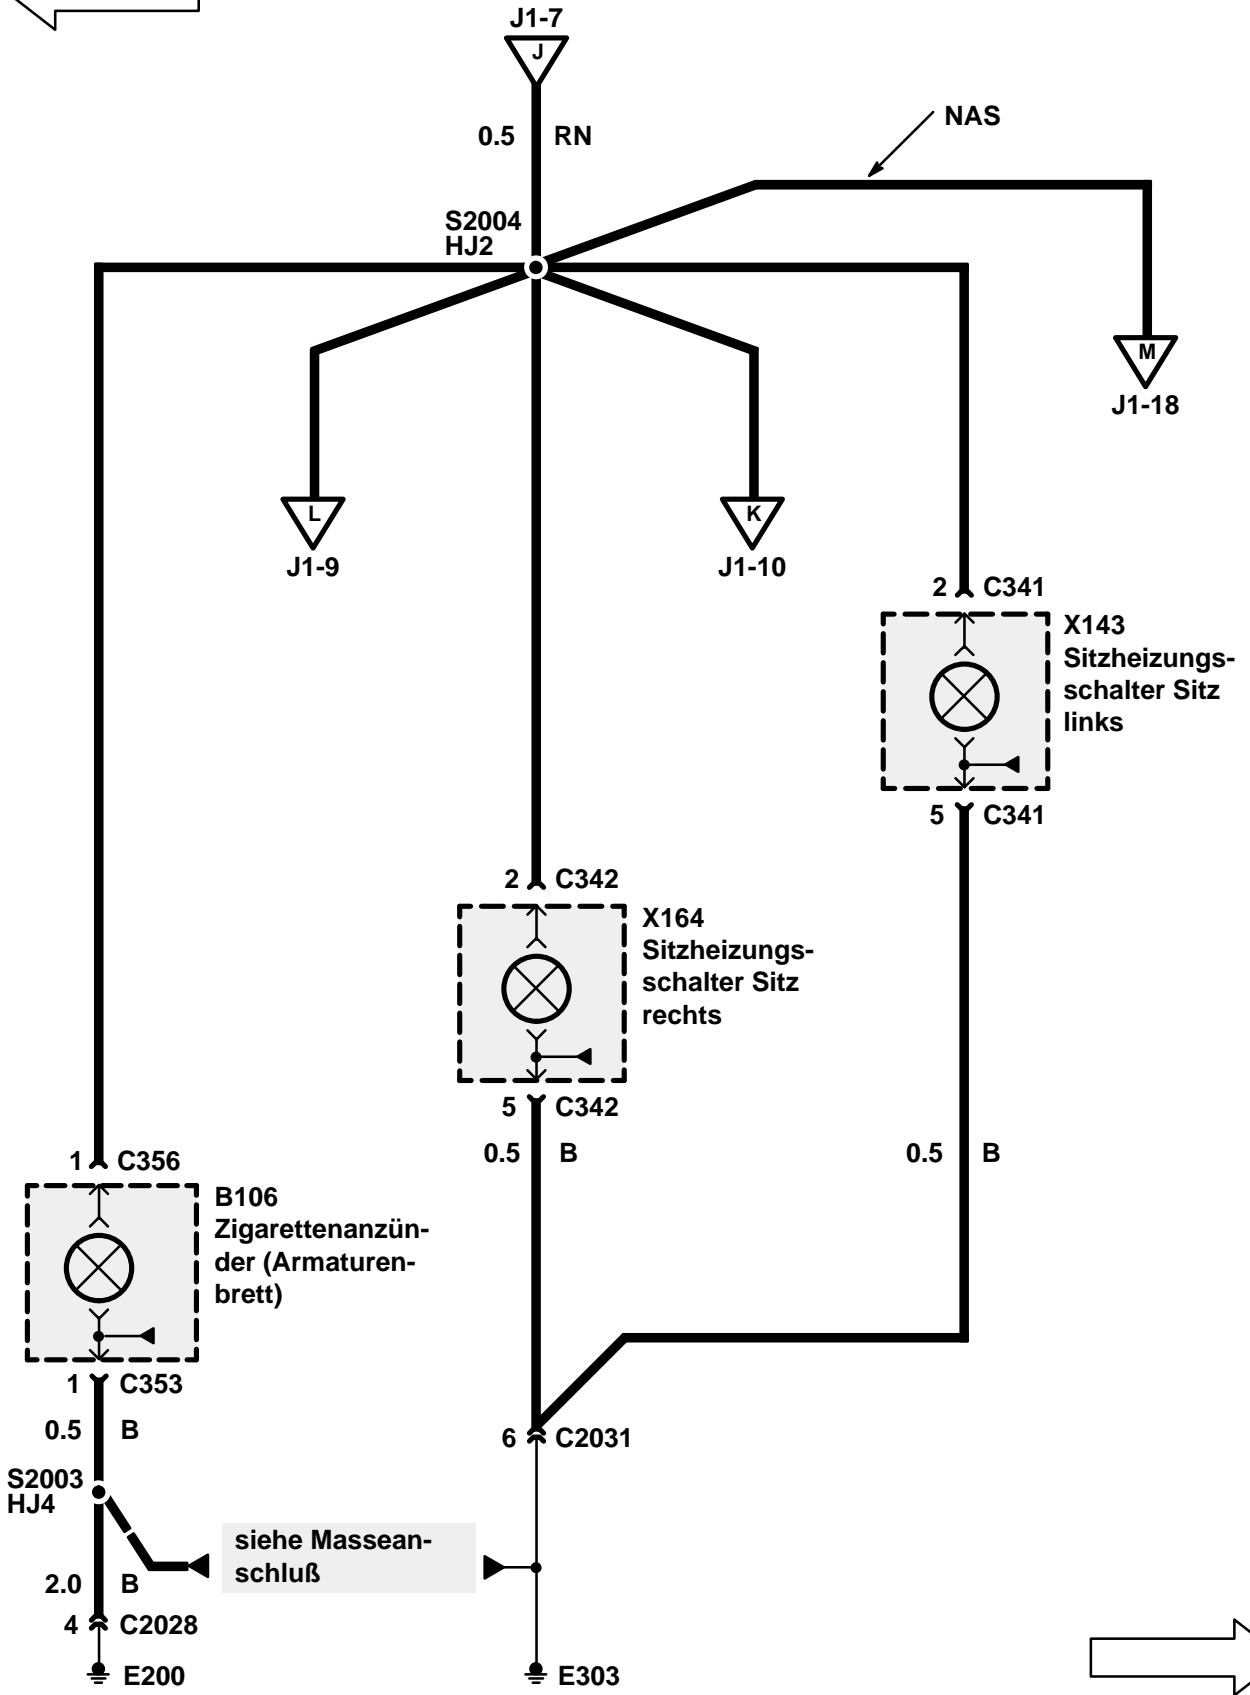 J1-7
J
0.5 RN
NAS
S2004
HJ2
M
J1-18
L
J1-9
K
J1-10
2 C341
X143
Sitzheizungs-
schalter Sitz
links
5 C341
2 C342
X164
Sitzheizungs-
schalter Sitz
rechts
5 C342
0.5 B
0.5 B
1 C356
B106
Zigarettenanzün-
der (Armaturen-
brett)
1 C353
0.5 B
6 C2031
S2003
HJ4
siehe Massean-
schluß
2.0 B
4 C2028
E200
E303